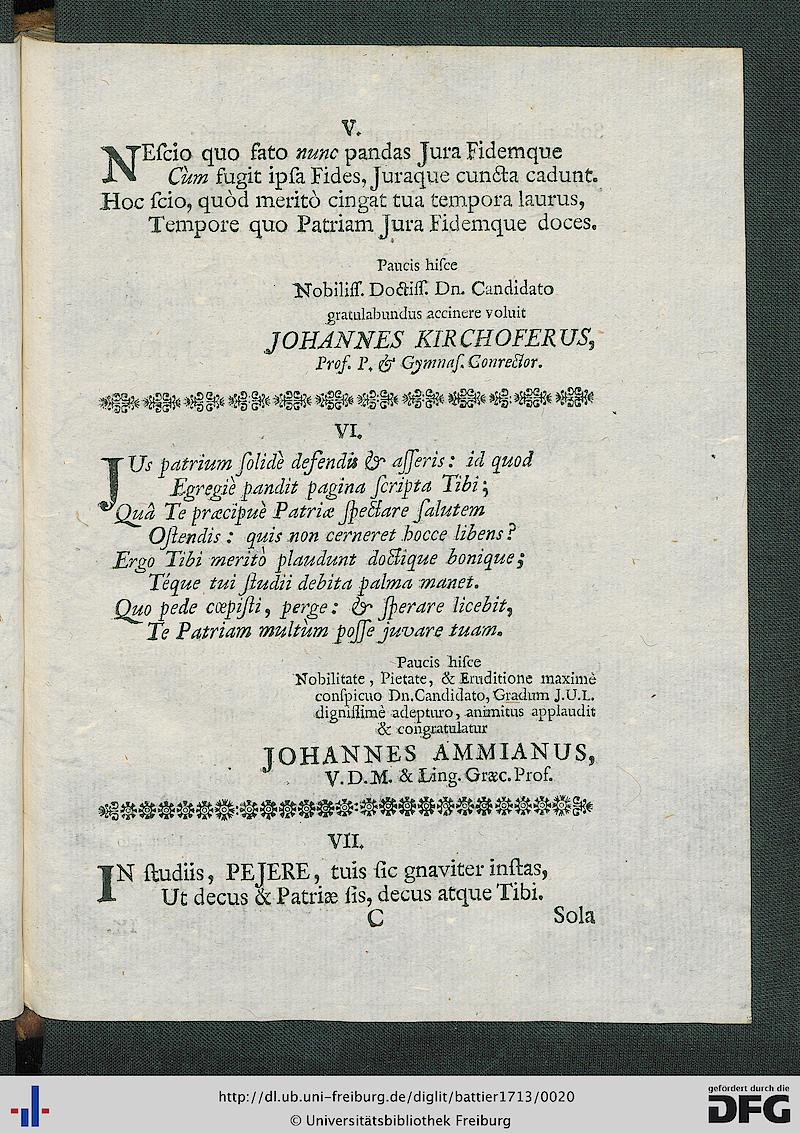 V.
NEſcio quo fato nunc pandas Jura Fidemque
Cùm fugit ipſa Fides, Juraque cuncta cadunt.
Hoc ſcio, quòd meritò cingat tua tempora laurus,
Tempore quo Patriam Jura Fidemque doces.
Paucis hiſce
Nobiliſſ. Doctiſſ. Dn. Candidato
gratulabundus accinere voluit
JOHANNES KIRCHOFERUS,
Prof. P. & Gymnaſ. Conrector.
VI.
JUs patrium ſolidè defendis & aſſeris: id quod
Egregiè pandit pagina ſcripta Tibi;
Quâ Te præcipuè Patriæ ſpectare ſalutem
Oſtendis: quis non cerneret hocce libens?
Ergo Tibi meritò plaudunt doctique bonique;
Téque tui ſtudii debita palma manet.
Quo pede cœpiſti, perge: & ſperare licebit,
Te Patriam multùm poſſe juvare tuam.
Paucis hiſce
Nobilitate, Pietate, & Eruditione maximè
conſpicuo Dn. Candidato, Gradum J.U.L.
digniſſimè adepturo, animitus applaudit
& congratulatur
JOHANNES AMMIANUS,
V.D.M. & Ling. Græc. Prof.
VII.
IN ſtudiis, PEJERE, tuis ſic gnaviter inſtas,
Ut decus & Patriæ ſis, decus atque Tibi.
C Sola
http://dl.ub.uni-freiburg.de/diglit/battier1713/0020
© Universitätsbibliothek Freiburg
gefördert durch die
DFG